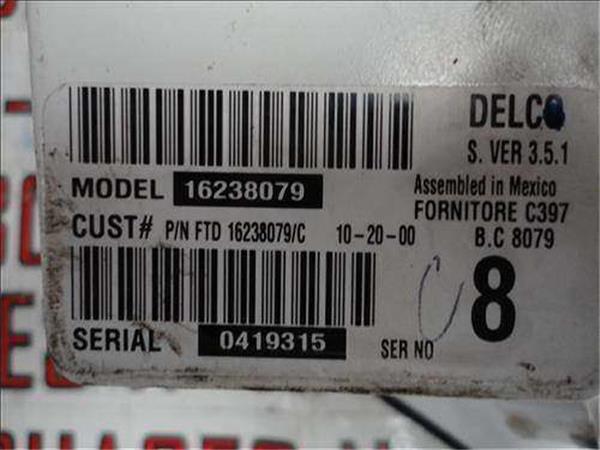 DELCO
S. VER 3.5.1
MODEL 16238079
Assembled in Mexico
FORNITORE C397
CUST# P/N FTD 16238079/C 10-20-00
B.C 8079
8
SERIAL 0419315
SER NO